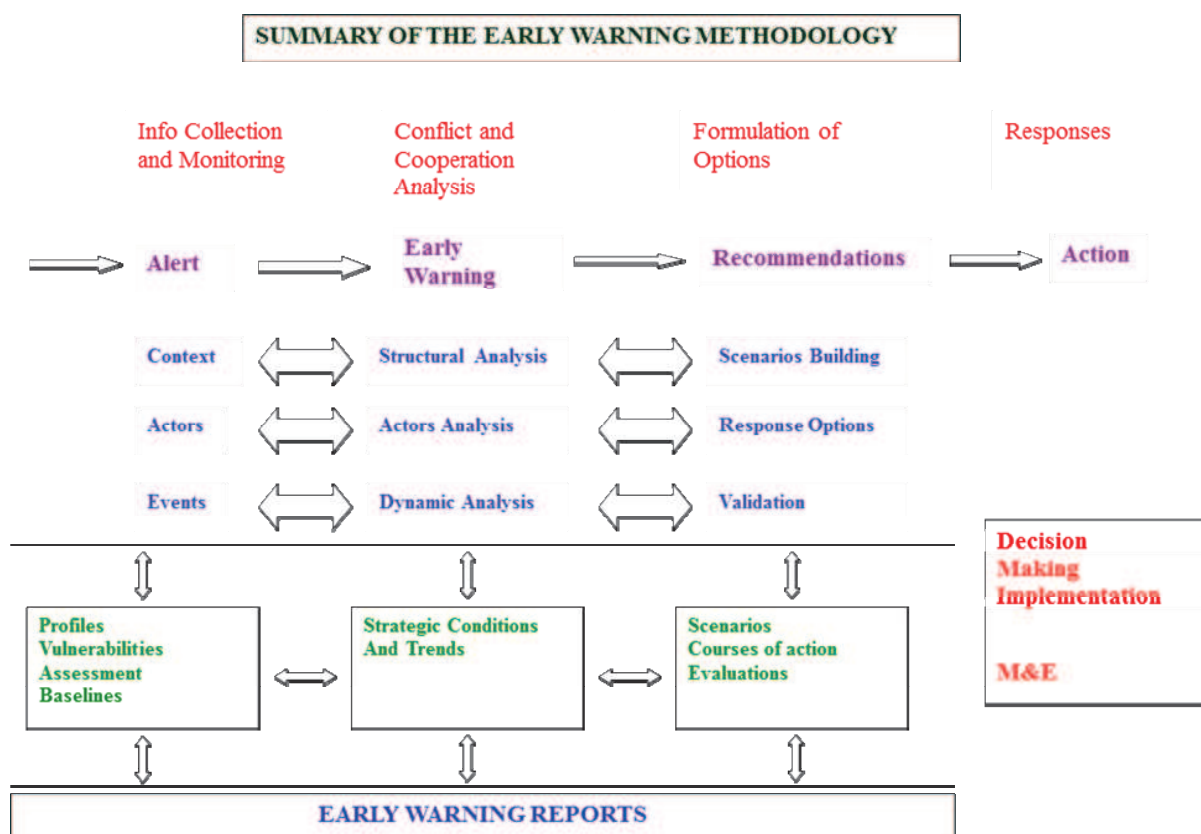 SUMMARY OF THE EARLY WARNING METHODOLOGY
Info Collection
and Monitoring
Conflict and
Cooperation
Analysis
Formulation of
Options
Responses
Alert
Early
Warning
Recommendations
Action
Context
Structural Analysis
Scenarios Building
Actors
Actors Analysis
Response Options
Events
Dynamic Analysis
Validation
Profiles
Vulnerabilities
Assessment
Baselines
Strategic Conditions
And Trends
Scenarios
Courses of action
Evaluations
Decision
Making
Implementation
M&E
EARLY WARNING REPORTS